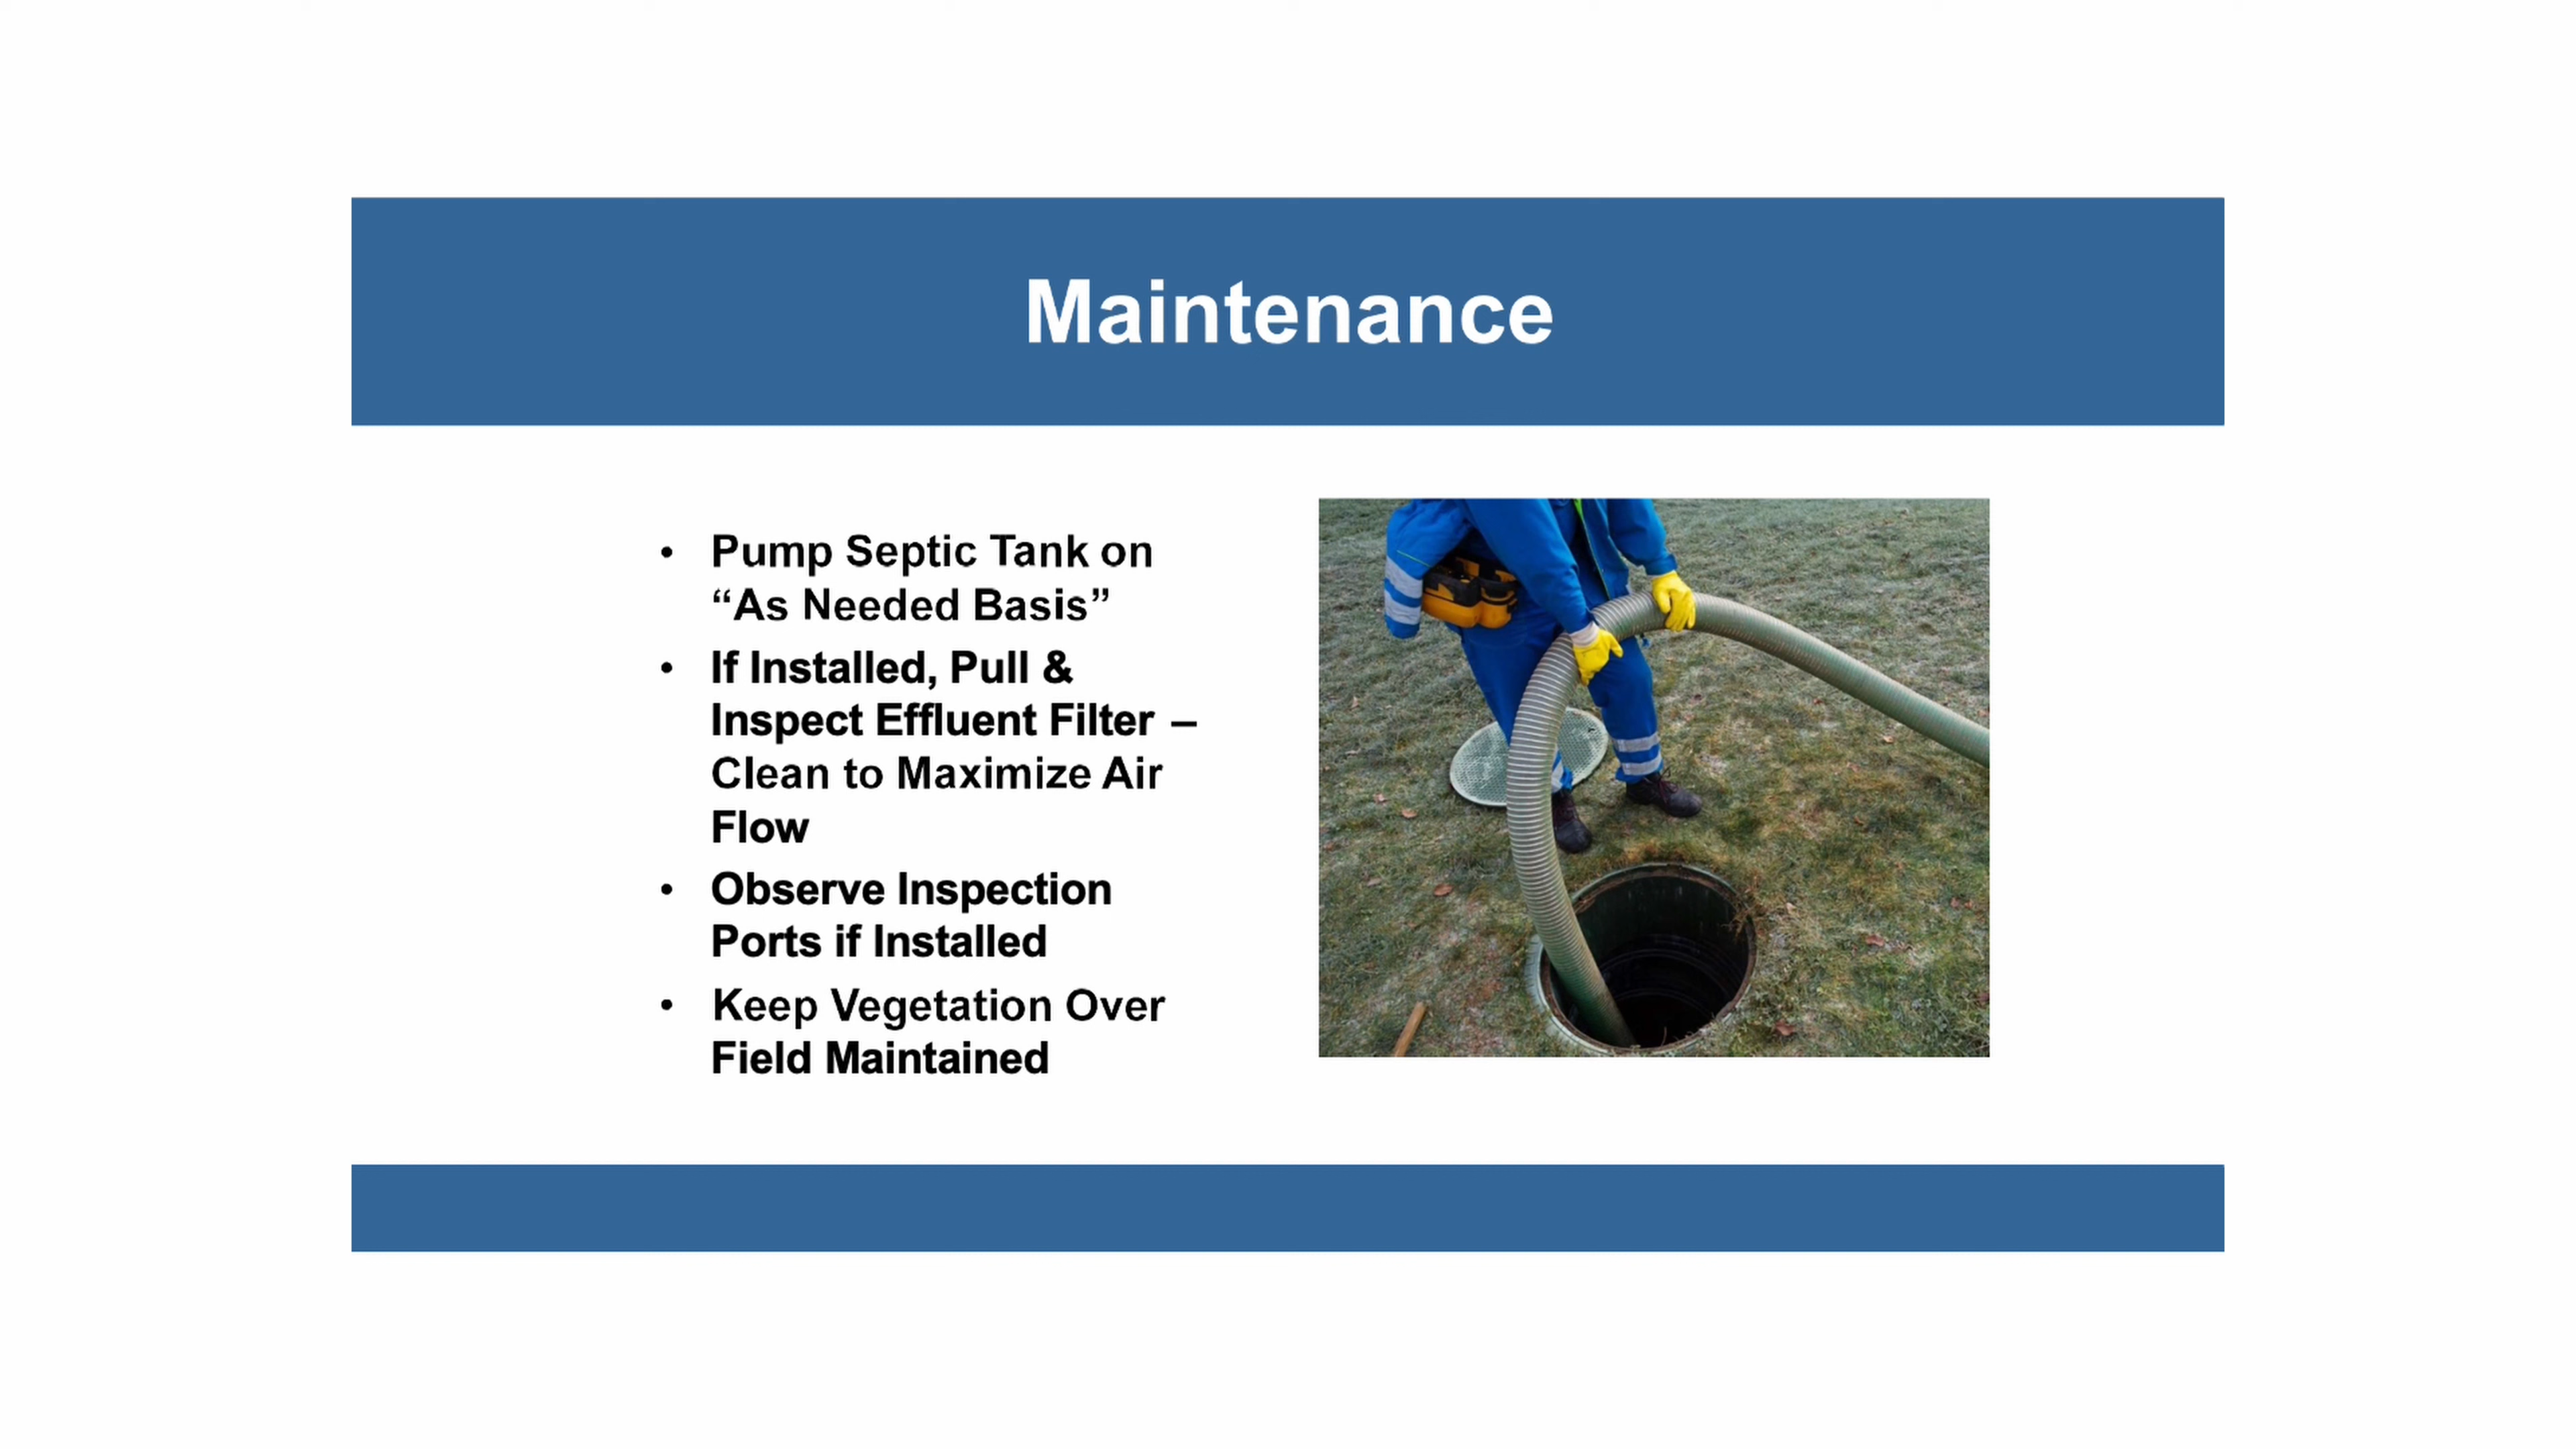 Maintenance
• Pump Septic Tank on
“As Needed Basis”
• If Installed, Pull &
Inspect Effluent Filter –
Clean to Maximize Air
Flow
• Observe Inspection
Ports if Installed
• Keep Vegetation Over
Field Maintained